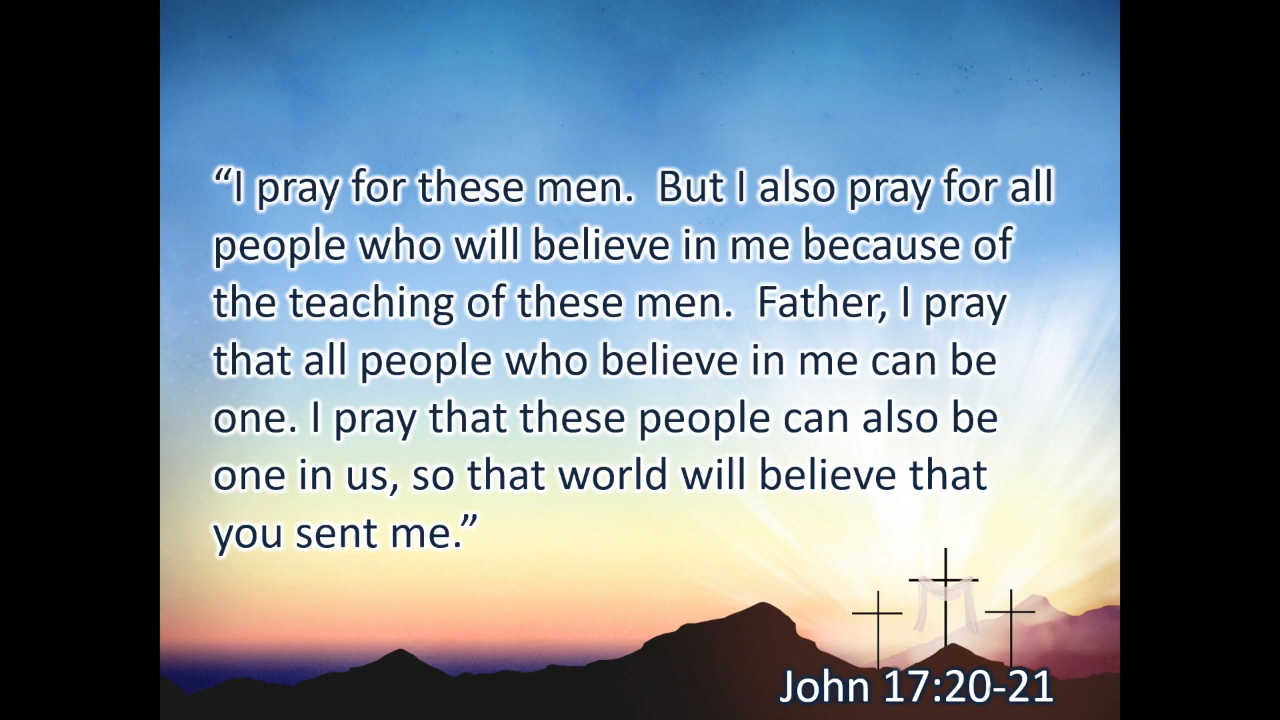 “I pray for these men.  But I also pray for all
people who will believe in me because of
the teaching of these men.  Father, I pray
that all people who believe in me can be
one. I pray that these people can also be
one in us, so that world will believe that
you sent me.”
John 17:20-21